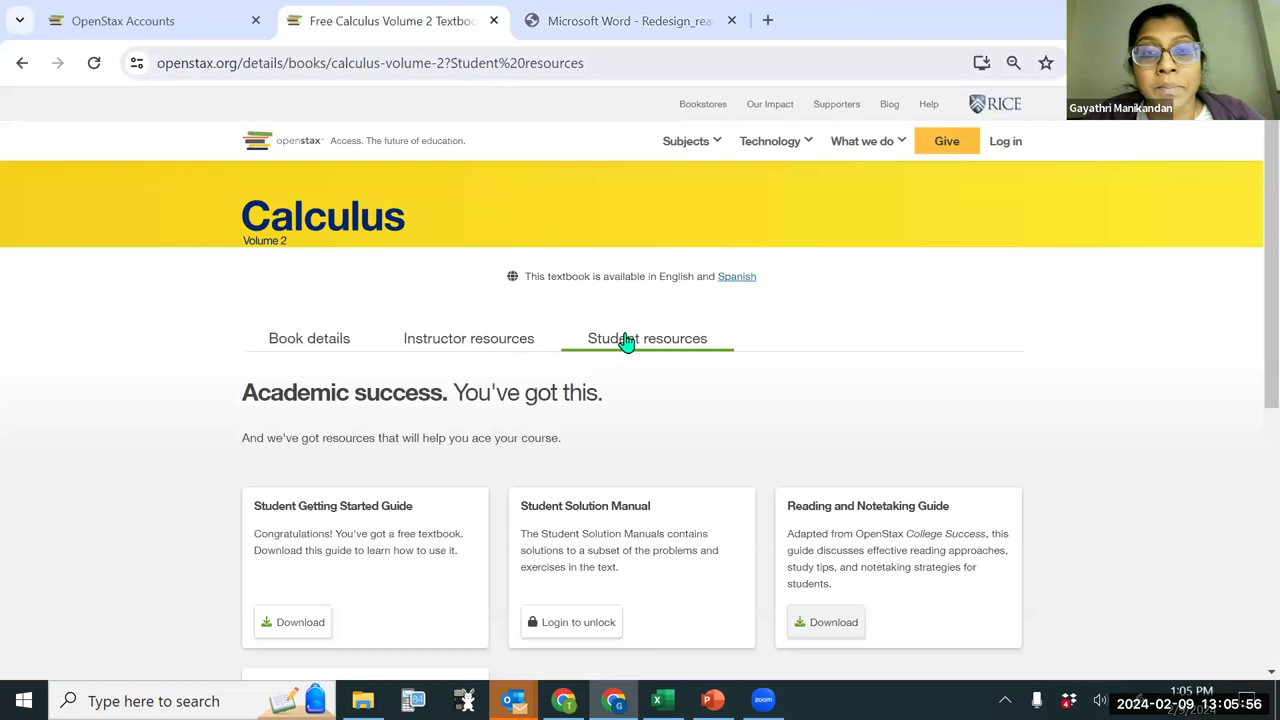 OpenStax Accounts
Free Calculus Volume 2 Textboo
Microsoft Word - Redesign_rea
openstax.org/details/books/calculus-volume-2?Student%20resources
Gayathri Manikandan
Bookstores Our Impact Supporters Blog Help RICE
openstax Access. The future of education.
Subjects Technology What we do Give Log in
Calculus
Volume 2
This textbook is available in English and Spanish
Book details Instructor resources Student resources
Academic success. You've got this.
And we've got resources that will help you ace your course.
Student Getting Started Guide
Congratulations! You've got a free textbook.
Download this guide to learn how to use it.
Download
Student Solution Manual
The Student Solution Manuals contains
solutions to a subset of the problems and
exercises in the text.
Login to unlock
Reading and Notetaking Guide
Adapted from OpenStax College Success, this
guide discusses effective reading approaches,
study tips, and notetaking strategies for
students.
Download
Type here to search
zoom
1:05 PM
2024-02-09 13:05:56